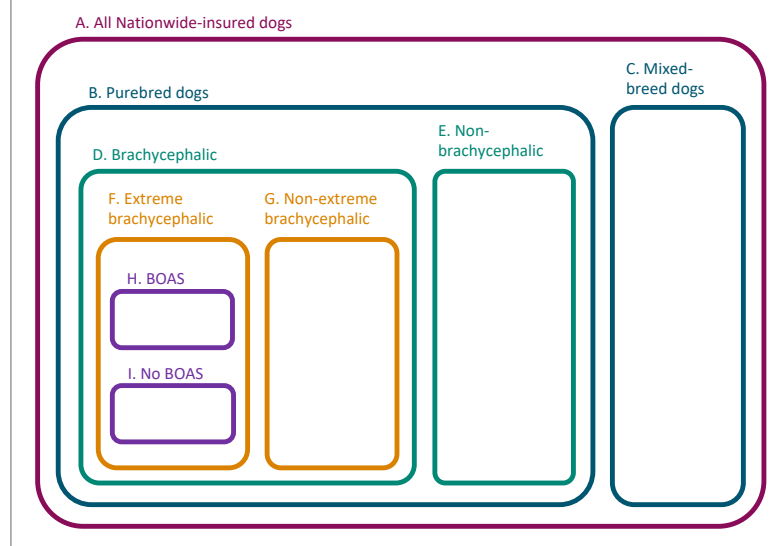 A. All Nationwide-insured dogs
C. Mixed-
breed dogs
B. Purebred dogs
E. Non-
brachycephalic
D. Brachycephalic
F. Extreme
brachycephalic
G. Non-extreme
brachycephalic
H. BOAS
I. No BOAS